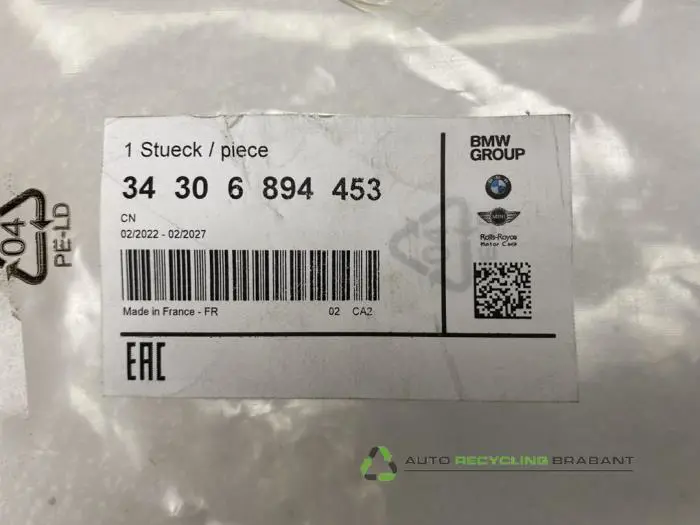 1 Stueck / piece
34 30 6 894 453
CN
02/2022 - 02/2027
Made in France - FR 02 CA2
EAC
BMW
GROUP
MINI
Rolls-Royce
Motor Cars
04
PE-LD
AUTO RECYCLING BRABANT